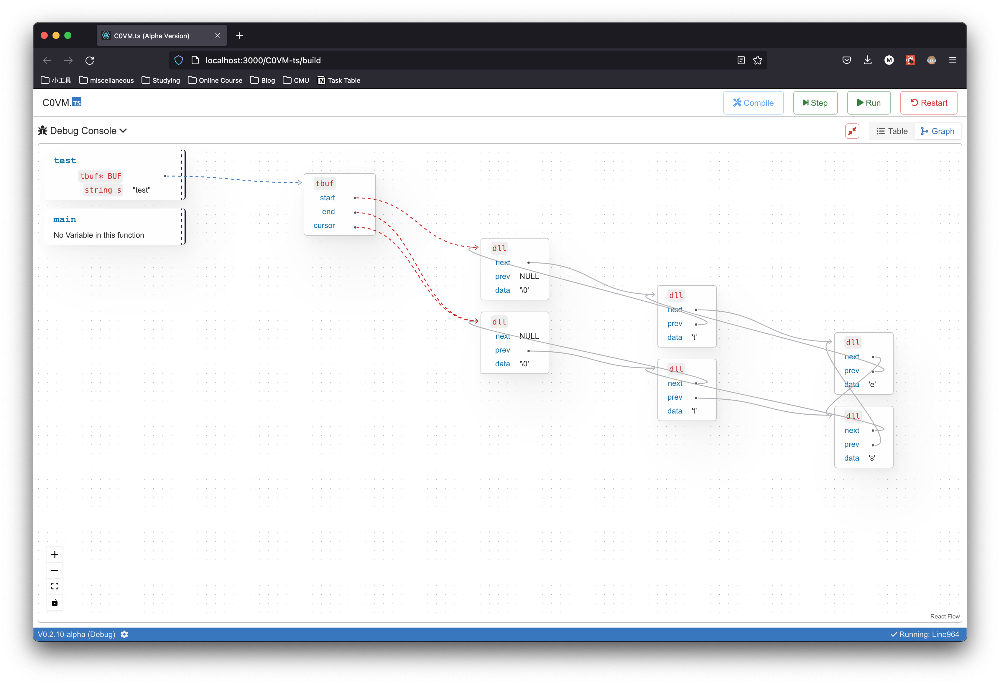 C0VM.ts (Alpha Version)
localhost:3000/C0VM-ts/build
M
小工具 miscellaneous Studying Online Course Blog CMU Task Table
C0VM.TS
Compile Step Run Restart
Debug Console
Table Graph
test
tbuf* BUF
string s "test"
main
No Variable in this function
tbuf
start
end
cursor
dll
next
prev NULL
data '\0'
dll
next NULL
prev
data '\0'
dll
next
prev
data 't'
dll
next
prev
data 't'
dll
next
prev
data 'e'
dll
next
prev
data 's'
React Flow
V0.2.10-alpha (Debug)
Running: Line964